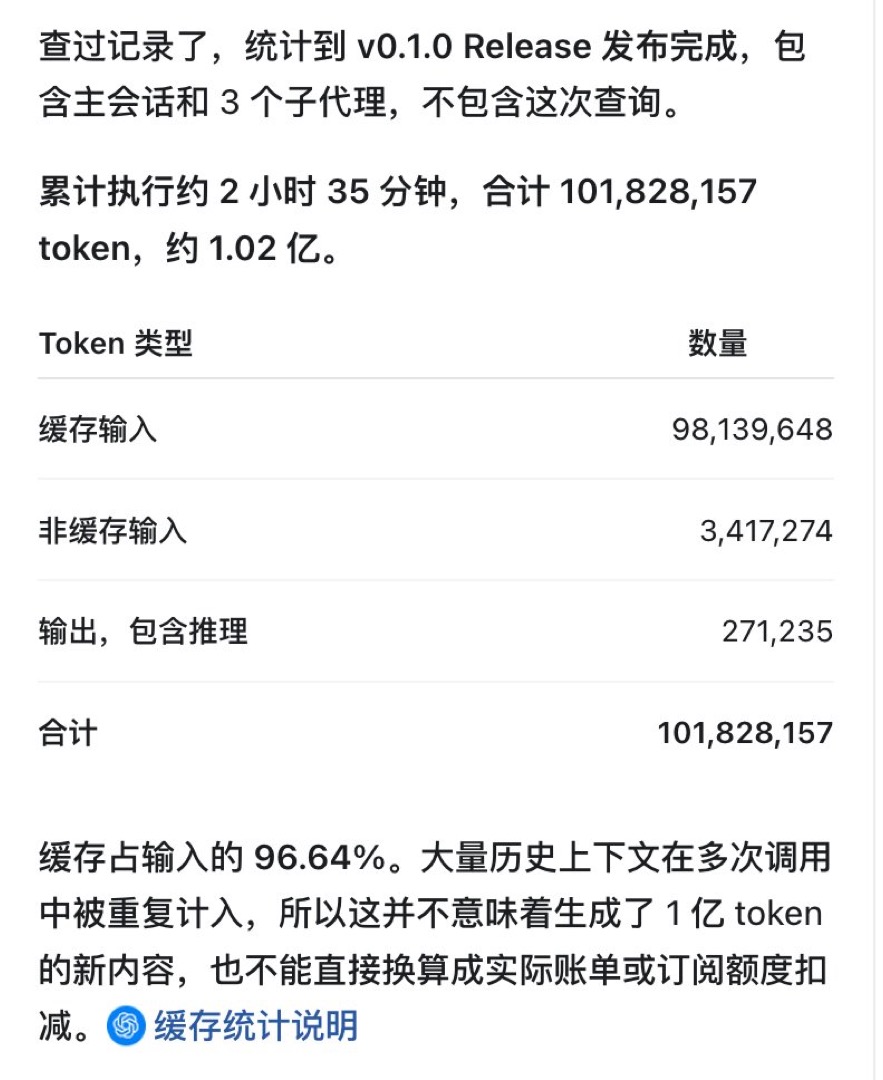 查过记录了，统计到 v0.1.0 Release 发布完成，包
含主会话和 3 个子代理，不包含这次查询。
累计执行约 2 小时 35 分钟，合计 101,828,157
token，约 1.02 亿。
Token 类型 数量
缓存输入 98,139,648
非缓存输入 3,417,274
输出，包含推理 271,235
合计 101,828,157
缓存占输入的 96.64%。大量历史上下文在多次调用
中被重复计入，所以这并不意味着生成了 1 亿 token
的新内容，也不能直接换算成实际账单或订阅额度扣
减。缓存统计说明